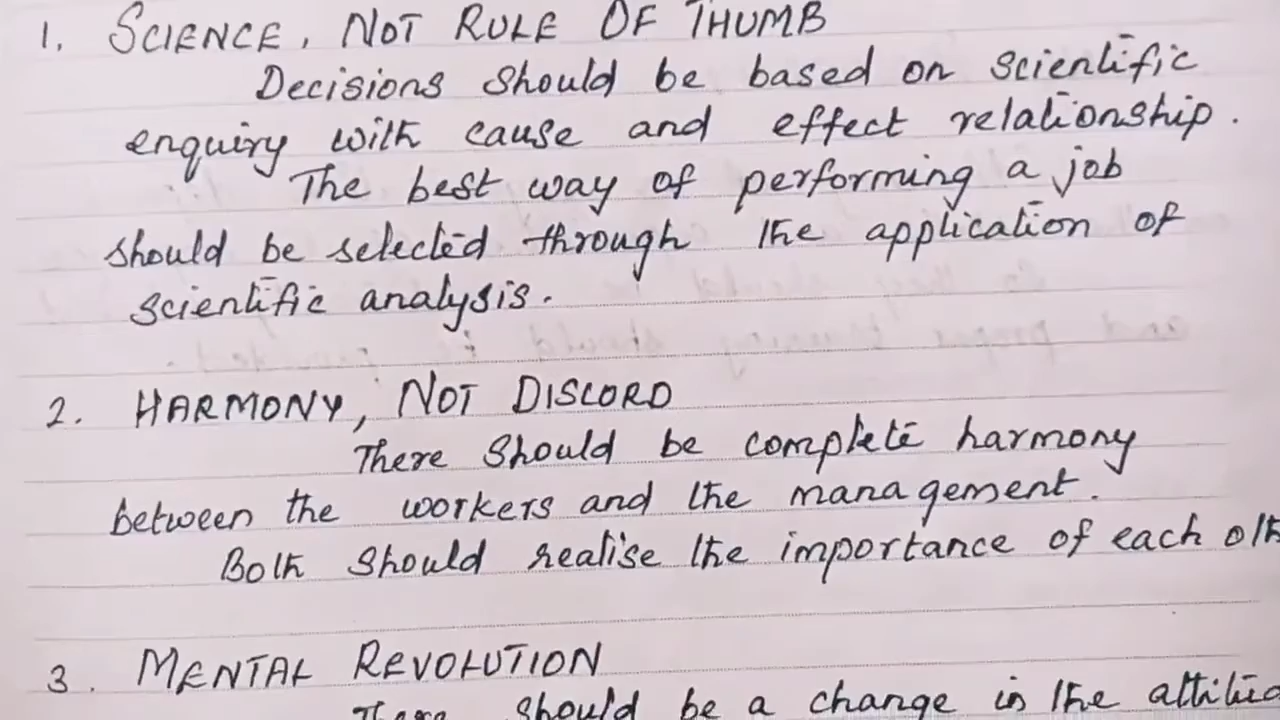 1. SCIENCE, NOT RULE OF THUMB
Decisions should be based on scientific
enquiry with cause and effect relationship.
The best way of performing a job
should be selected through the application of
scientific analysis.
2. HARMONY, NOT DISCORD
There should be complete harmony
between the workers and the management.
Both should realise the importance of each oth
3. MENTAL REVOLUTION
There should be a change in the attitud